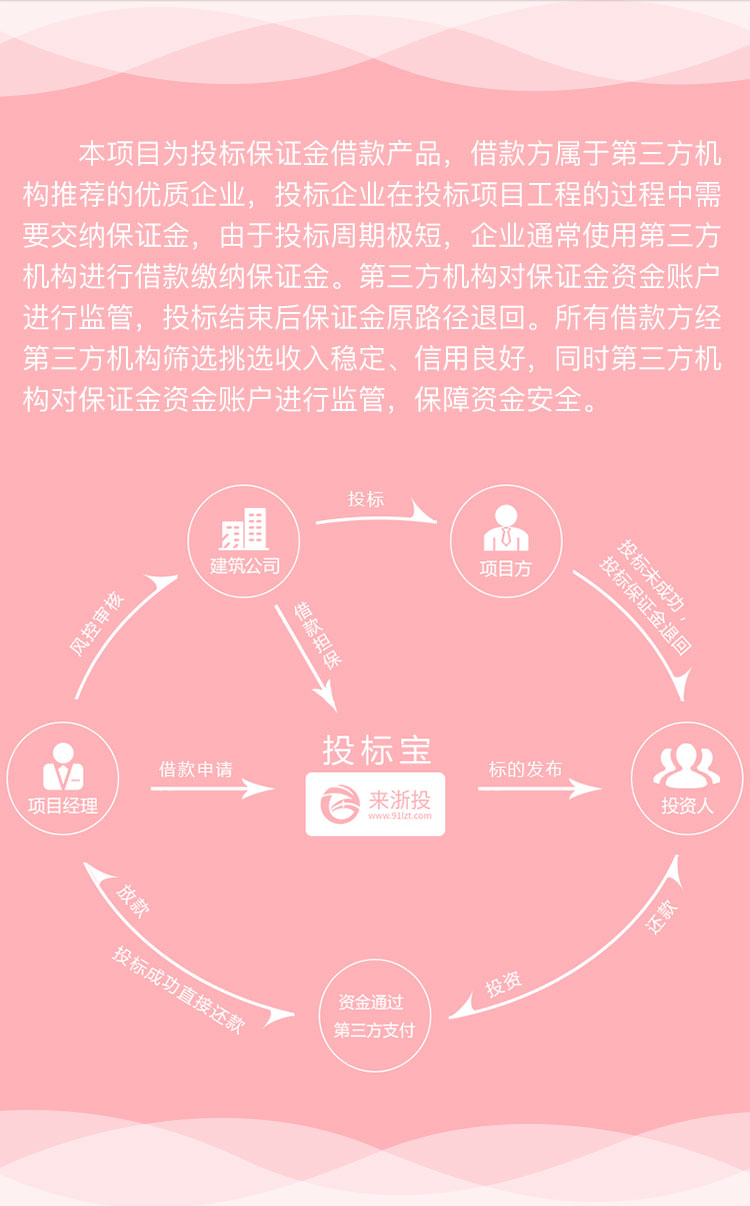 本项目为投标保证金借款产品，借款方属于第三方机
构推荐的优质企业，投标企业在投标项目工程的过程中需
要交纳保证金，由于投标周期极短，企业通常使用第三方
机构进行借款缴纳保证金。第三方机构对保证金资金账户
进行监管，投标结束后保证金原路径退回。所有借款方经
第三方机构筛选挑选收入稳定、信用良好，同时第三方机
构对保证金资金账户进行监管，保障资金安全。
投标
建筑公司
项目方
风控审核
借款担保
投标未成功，
投标保证金退回
投标宝
借款申请
标的发布
来浙投
www.91lzt.com
项目经理
投资人
放款
投标成功直接还款
还款
投资
资金通过
第三方支付